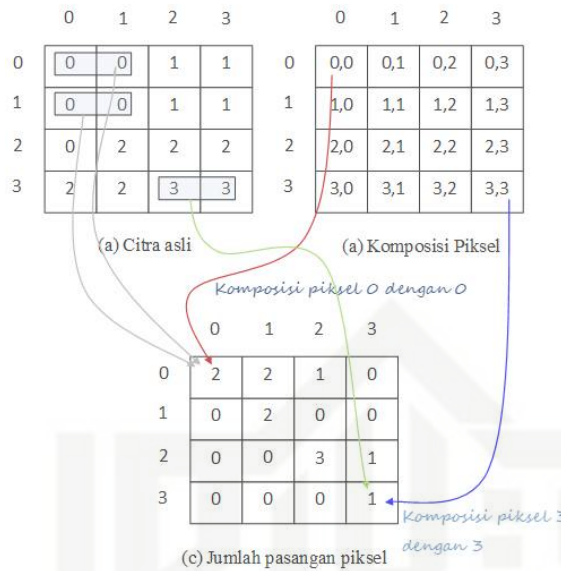 0 1 2 3
0 0 0 1 1
1 0 0 1 1
2 0 2 2 2
3 2 2 3 3
(a) Citra asli
0 1 2 3
0 0,0 0,1 0,2 0,3
1 1,0 1,1 1,2 1,3
2 2,0 2,1 2,2 2,3
3 3,0 3,1 3,2 3,3
(a) Komposisi Piksel
Komposisi piksel 0 dengan 0
0 1 2 3
0 2 2 1 0
1 0 2 0 0
2 0 0 3 1
3 0 0 0 1
Komposisi piksel 3
dengan 3
(c) Jumlah pasangan piksel